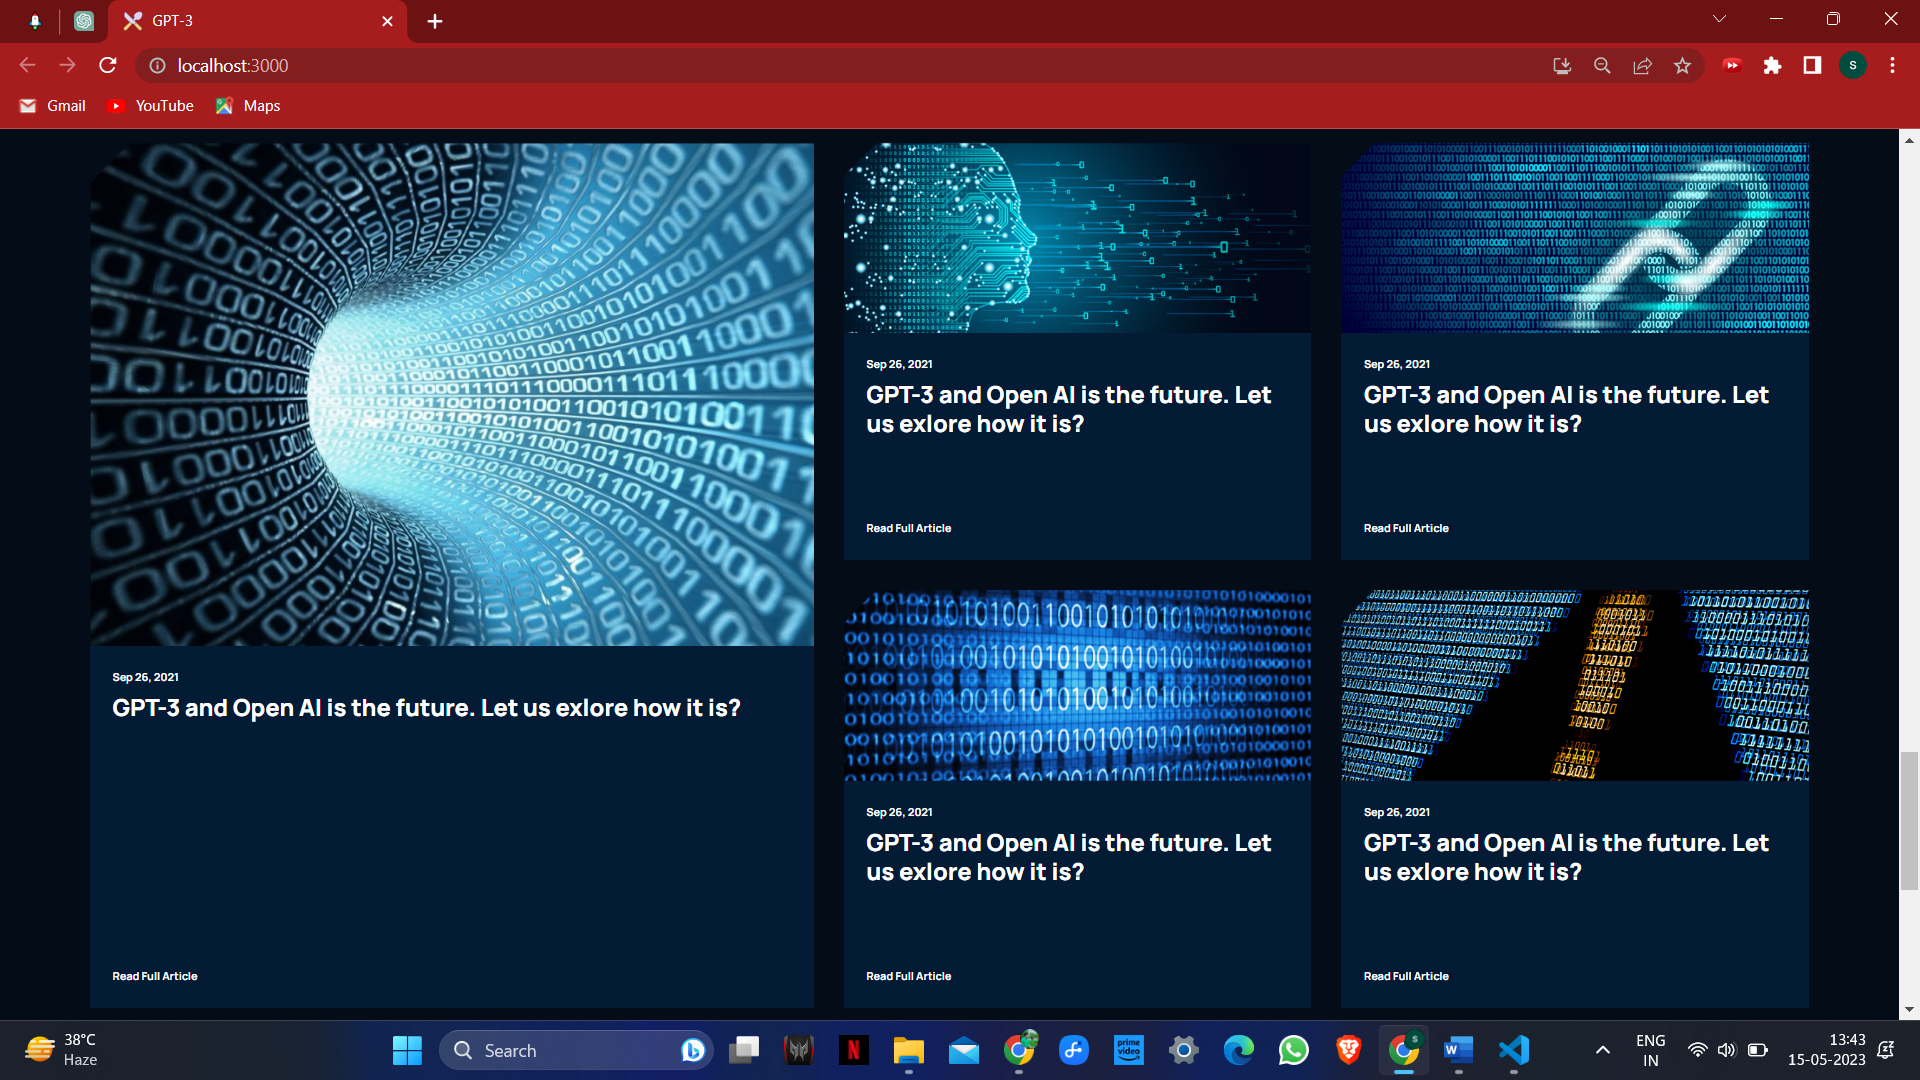 GPT-3
localhost:3000
S
Gmail
YouTube
Maps
Sep 26, 2021
GPT-3 and Open AI is the future. Let us exlore how it is?
Read Full Article
Sep 26, 2021
GPT-3 and Open AI is the future. Let
us exlore how it is?
Read Full Article
Sep 26, 2021
GPT-3 and Open AI is the future. Let
us exlore how it is?
Read Full Article
Sep 26, 2021
GPT-3 and Open AI is the future. Let
us exlore how it is?
Read Full Article
Sep 26, 2021
GPT-3 and Open AI is the future. Let
us exlore how it is?
Read Full Article
38°C
Haze
Search
prime
video
ENG
IN
13:43
15-05-2023